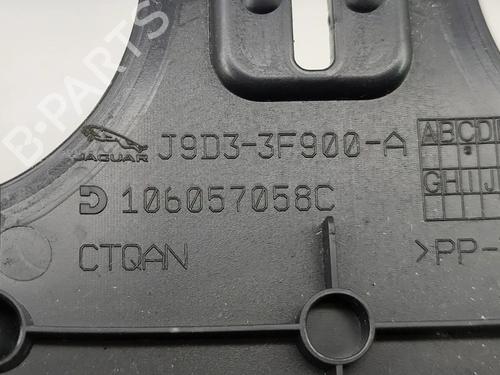 B-PARTS
JAGUAR J9D3-3F900-A
106057058C
CTQAN
ABCD
GHIJ
>PP-